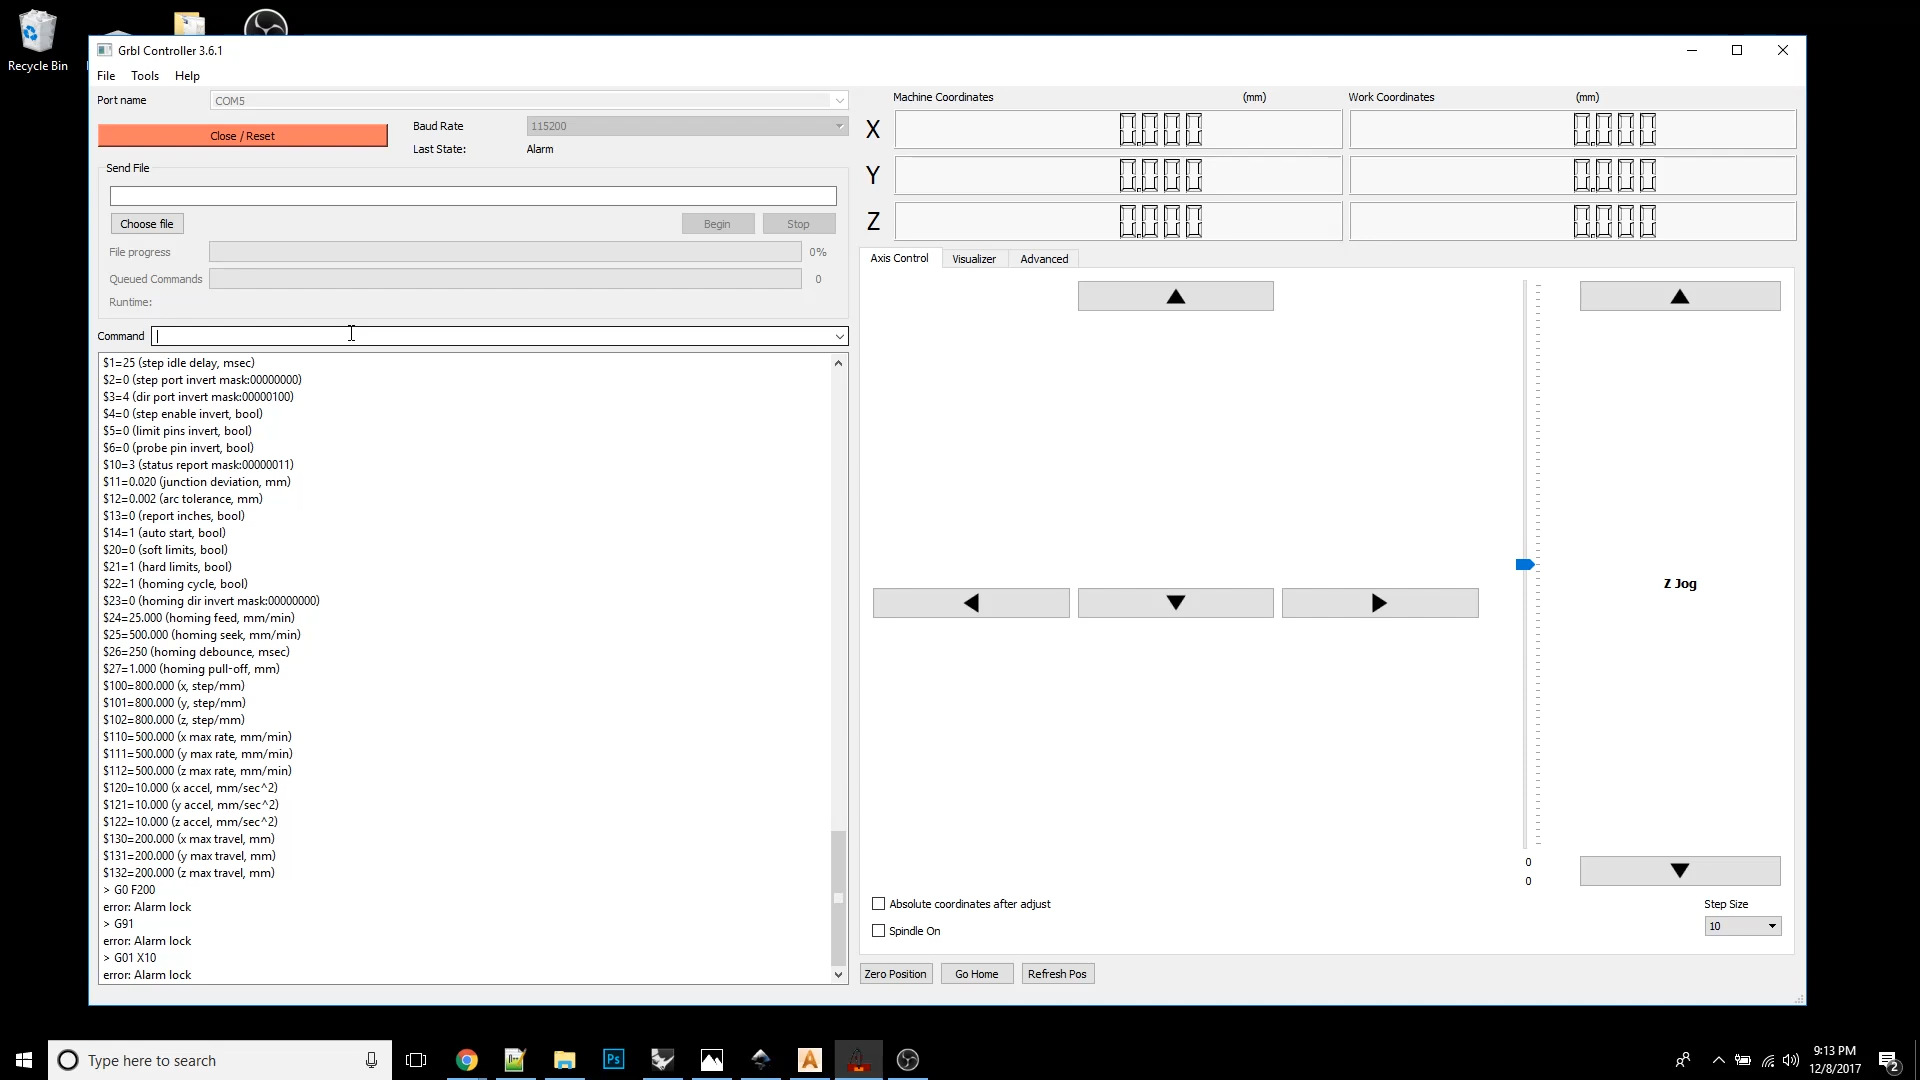 Recycle Bin
Grbl Controller 3.6.1
File Tools Help
Port name COM5
Close / Reset
Baud Rate 115200
Last State: Alarm
Send File
Choose file Begin Stop
File progress 0%
Queued Commands 0
Runtime:
Command
$1=25 (step idle delay, msec)
$2=0 (step port invert mask:00000000)
$3=4 (dir port invert mask:00000100)
$4=0 (step enable invert, bool)
$5=0 (limit pins invert, bool)
$6=0 (probe pin invert, bool)
$10=3 (status report mask:00000011)
$11=0.020 (junction deviation, mm)
$12=0.002 (arc tolerance, mm)
$13=0 (report inches, bool)
$14=1 (auto start, bool)
$20=0 (soft limits, bool)
$21=1 (hard limits, bool)
$22=1 (homing cycle, bool)
$23=0 (homing dir invert mask:00000000)
$24=25.000 (homing feed, mm/min)
$25=500.000 (homing seek, mm/min)
$26=250 (homing debounce, msec)
$27=1.000 (homing pull-off, mm)
$100=800.000 (x, step/mm)
$101=800.000 (y, step/mm)
$102=800.000 (z, step/mm)
$110=500.000 (x max rate, mm/min)
$111=500.000 (y max rate, mm/min)
$112=500.000 (z max rate, mm/min)
$120=10.000 (x accel, mm/sec^2)
$121=10.000 (y accel, mm/sec^2)
$122=10.000 (z accel, mm/sec^2)
$130=200.000 (x max travel, mm)
$131=200.000 (y max travel, mm)
$132=200.000 (z max travel, mm)
> G0 F200
error: Alarm lock
> G91
error: Alarm lock
> G01 X10
error: Alarm lock
Machine Coordinates (mm) Work Coordinates (mm)
X 0.000 0.000
Y 0.000 0.000
Z 0.000 0.000
Axis Control Visualizer Advanced
Z Jog
0
0
Absolute coordinates after adjust
Spindle On
Step Size
10
Zero Position Go Home Refresh Pos
Type here to search
Ps
A
9:13 PM
12/8/2017
2